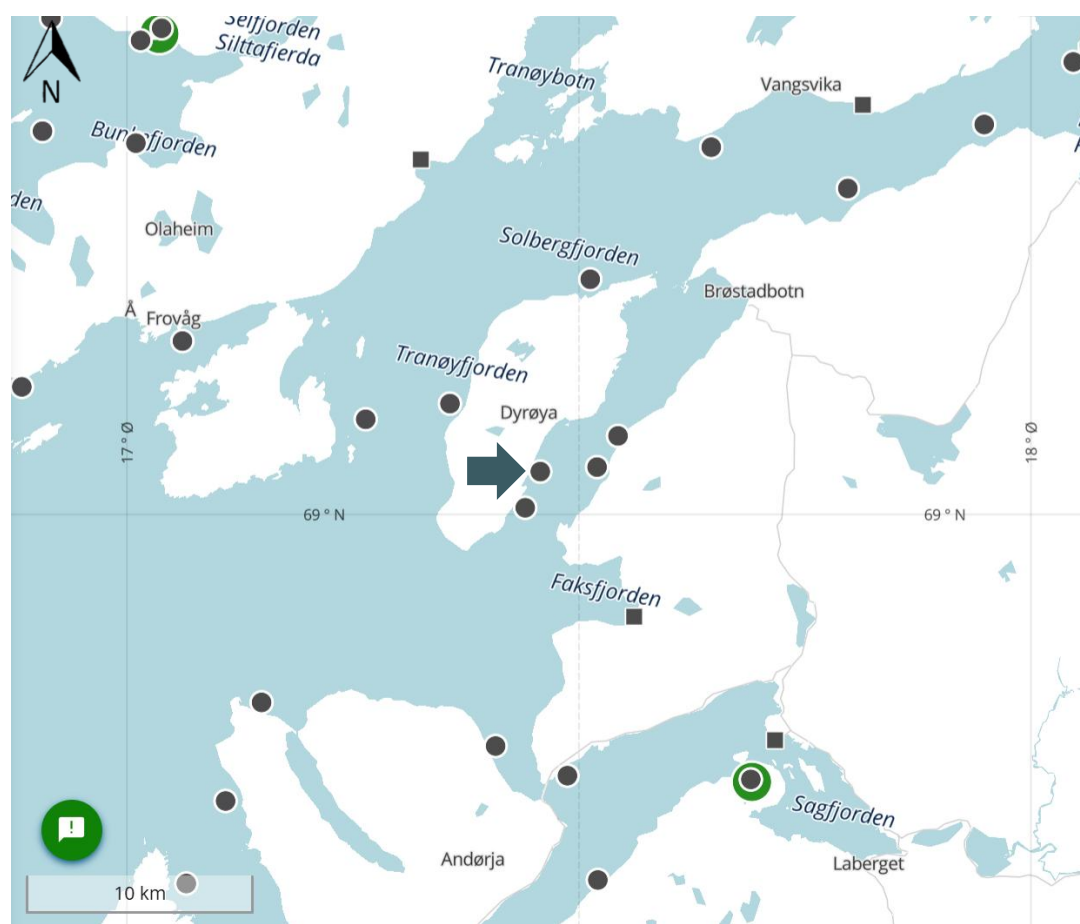 Selfjorden
Silttafierda
N
Tranøybotn
Vangsvika
Bunkefjorden
den
Olaheim
Solbergfjorden
Brøstadbotn
Å
Frovåg
Tranøyfjorden
Dyrøya
17 ° Ø
18 ° Ø
69 ° N
69 ° N
Faksfjorden
Sagfjorden
Andørja
Laberget
10 km